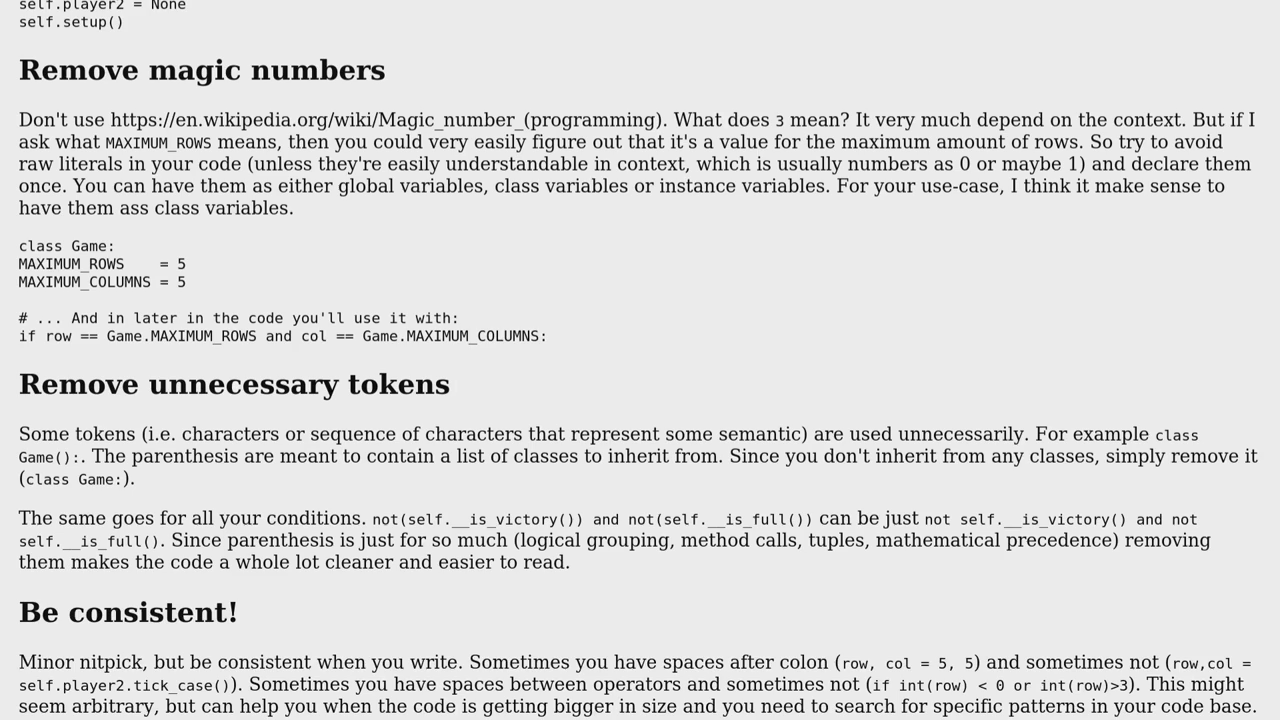 self.player2 = None
self.setup()
Remove magic numbers
Don't use https://en.wikipedia.org/wiki/Magic_number_(programming). What does 3 mean? It very much depend on the context. But if I
ask what MAXIMUM_ROWS means, then you could very easily figure out that it's a value for the maximum amount of rows. So try to avoid
raw literals in your code (unless they're easily understandable in context, which is usually numbers as 0 or maybe 1) and declare them
once. You can have them as either global variables, class variables or instance variables. For your use-case, I think it make sense to
have them ass class variables.
class Game:
MAXIMUM_ROWS    = 5
MAXIMUM_COLUMNS = 5
# ... And in later in the code you'll use it with:
if row == Game.MAXIMUM_ROWS and col == Game.MAXIMUM_COLUMNS:
Remove unnecessary tokens
Some tokens (i.e. characters or sequence of characters that represent some semantic) are used unnecessarily. For example class
Game():. The parenthesis are meant to contain a list of classes to inherit from. Since you don't inherit from any classes, simply remove it
(class Game:).
The same goes for all your conditions. not(self.__is_victory()) and not(self.__is_full()) can be just not self.__is_victory() and not
self.__is_full(). Since parenthesis is just for so much (logical grouping, method calls, tuples, mathematical precedence) removing
them makes the code a whole lot cleaner and easier to read.
Be consistent!
Minor nitpick, but be consistent when you write. Sometimes you have spaces after colon (row, col = 5, 5) and sometimes not (row,col =
self.player2.tick_case()). Sometimes you have spaces between operators and sometimes not (if int(row) < 0 or int(row)>3). This might
seem arbitrary, but can help you when the code is getting bigger in size and you need to search for specific patterns in your code base.